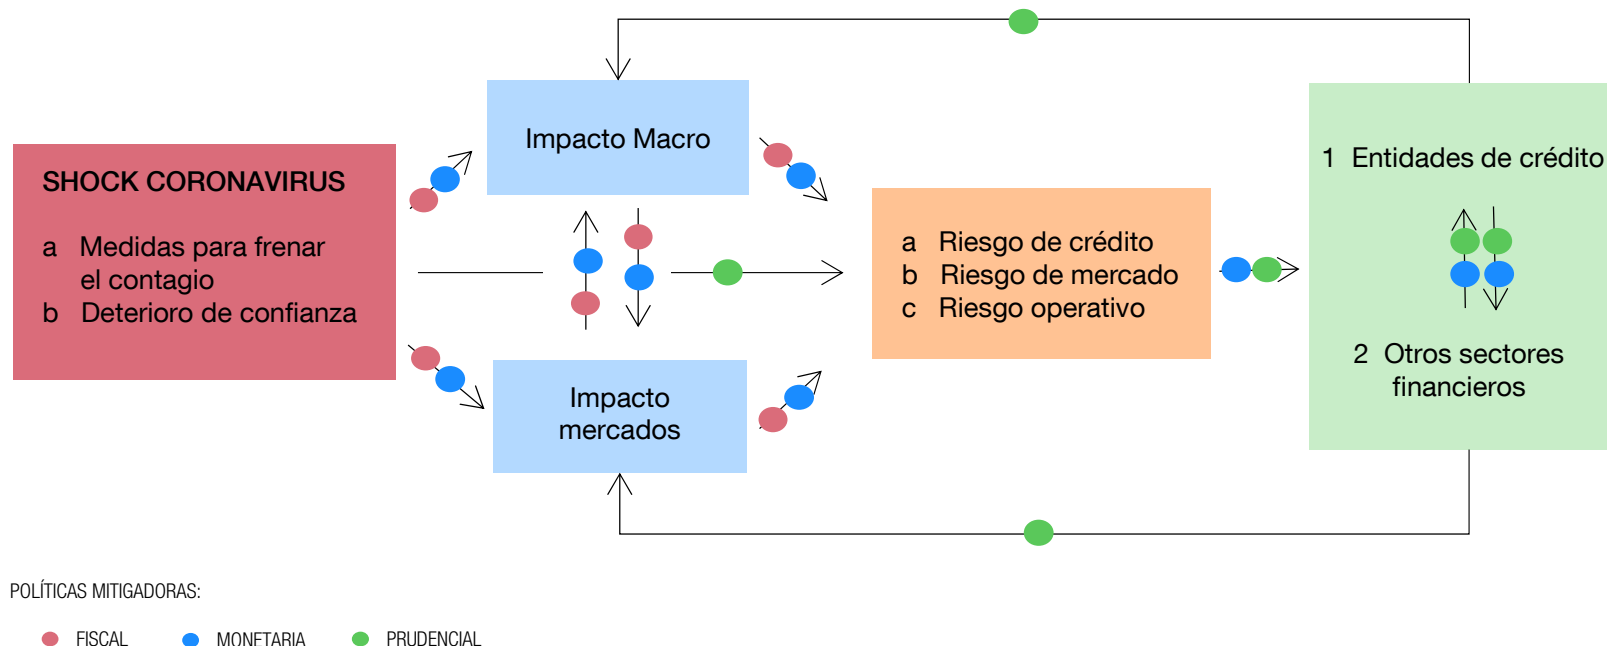 SHOCK CORONAVIRUS
a Medidas para frenar
el contagio
b Deterioro de confianza
Impacto Macro
Impacto
mercados
a Riesgo de crédito
b Riesgo de mercado
c Riesgo operativo
1 Entidades de crédito
2 Otros sectores
financieros
POLÍTICAS MITIGADORAS:
FISCAL MONETARIA PRUDENCIAL